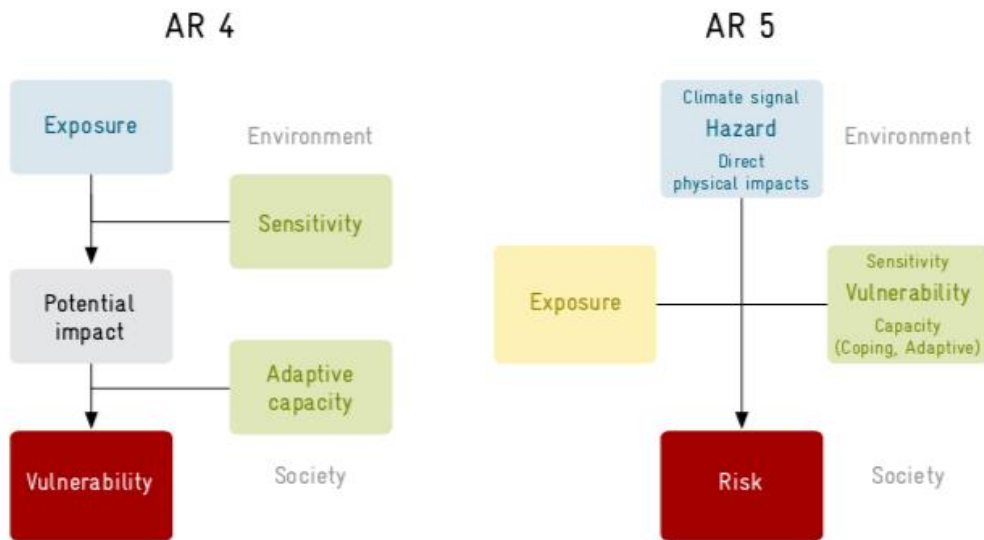 AR 4
Exposure
Environment
Sensitivity
Potential
impact
Adaptive
capacity
Vulnerability
Society
AR 5
Climate signal
Hazard
Direct
physical impacts
Environment
Exposure
Sensitivity
Vulnerability
Capacity
(Coping, Adaptive)
Risk
Society